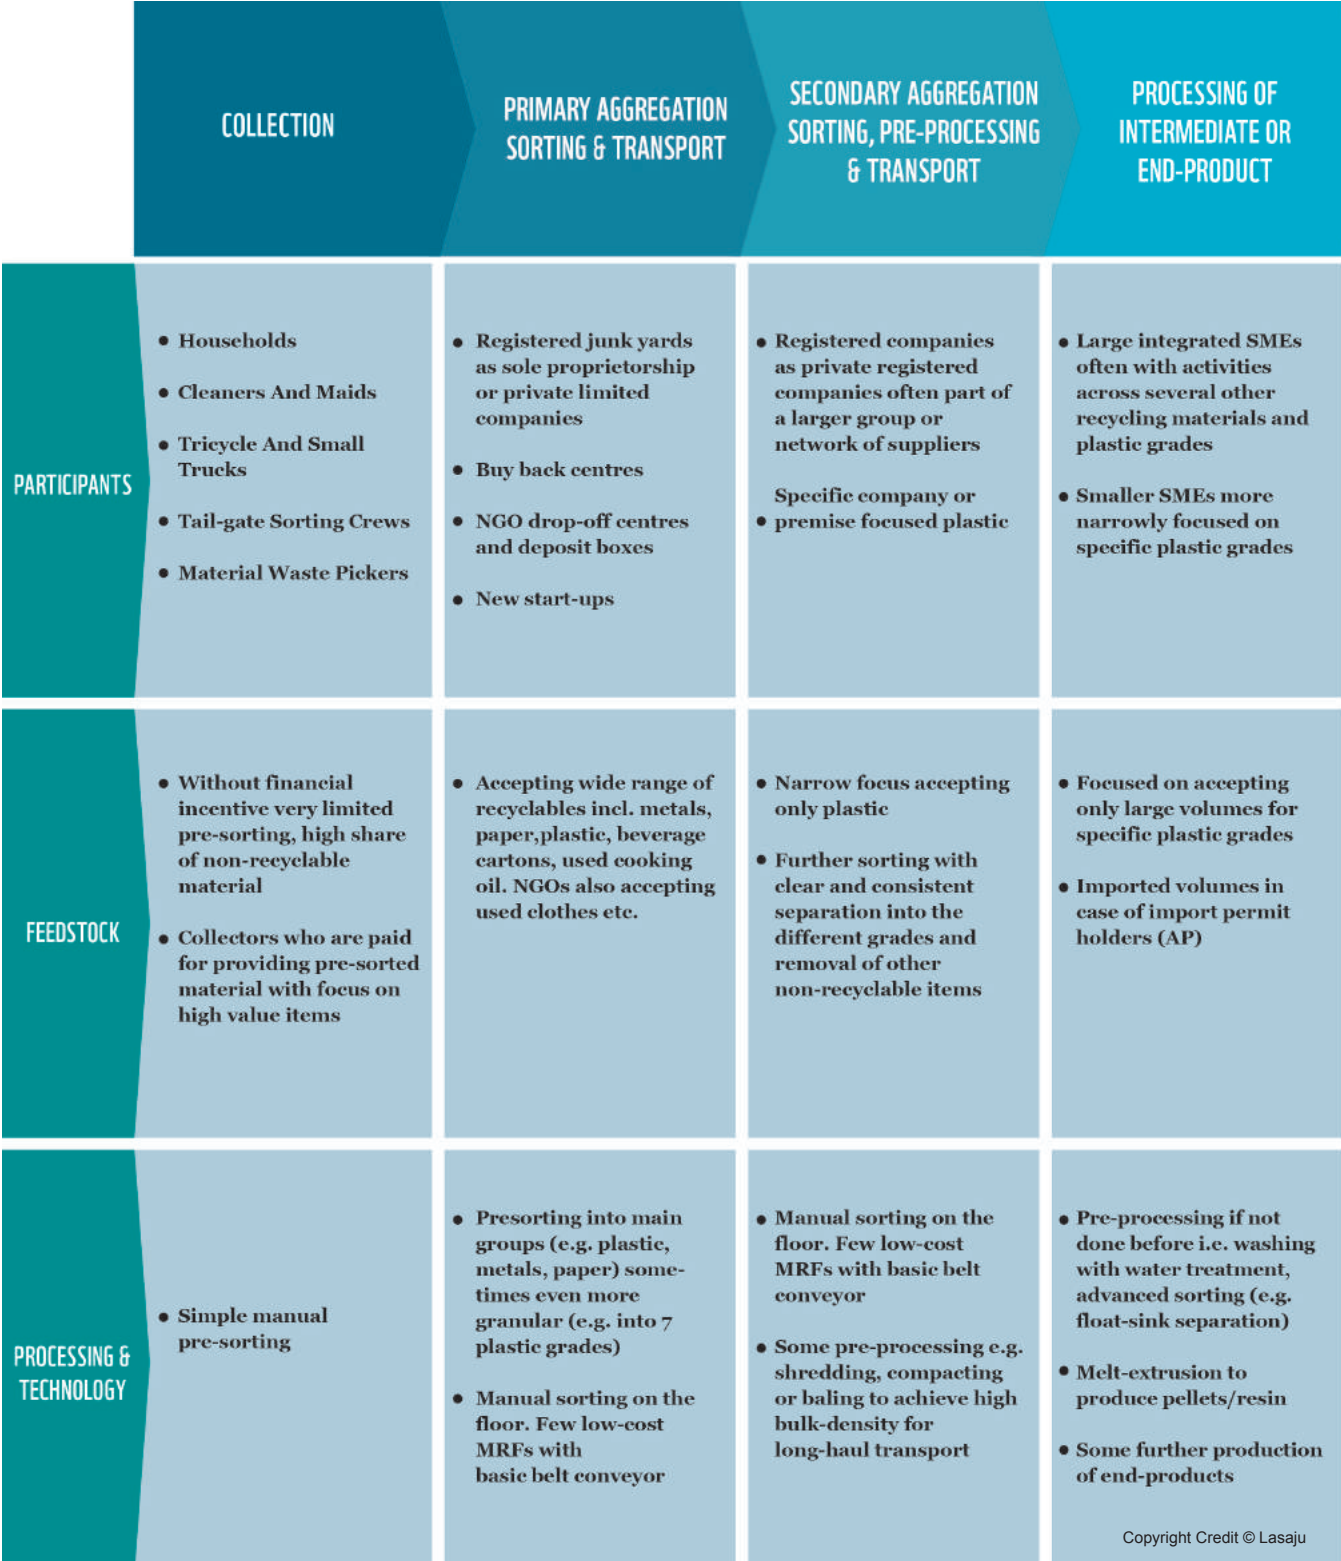 COLLECTION
PRIMARY AGGREGATION
SORTING & TRANSPORT
SECONDARY AGGREGATION
SORTING, PRE-PROCESSING
& TRANSPORT
PROCESSING OF
INTERMEDIATE OR
END-PRODUCT
PARTICIPANTS
● Households
● Cleaners And Maids
● Tricycle And Small
Trucks
● Tail-gate Sorting Crews
● Material Waste Pickers
● Registered junk yards
as sole proprietorship
or private limited
companies
● Buy back centres
● NGO drop-off centres
and deposit boxes
● New start-ups
● Registered companies
as private registered
companies often part of
a larger group or
network of suppliers
Specific company or
● premise focused plastic
● Large integrated SMEs
often with activities
across several other
recycling materials and
plastic grades
● Smaller SMEs more
narrowly focused on
specific plastic grades
FEEDSTOCK
● Without financial
incentive very limited
pre-sorting, high share
of non-recyclable
material
● Collectors who are paid
for providing pre-sorted
material with focus on
high value items
● Accepting wide range of
recyclables incl. metals,
paper,plastic, beverage
cartons, used cooking
oil. NGOs also accepting
used clothes etc.
● Narrow focus accepting
only plastic
● Further sorting with
clear and consistent
separation into the
different grades and
removal of other
non-recyclable items
● Focused on accepting
only large volumes for
specific plastic grades
● Imported volumes in
case of import permit
holders (AP)
PROCESSING &
TECHNOLOGY
● Simple manual
pre-sorting
● Presorting into main
groups (e.g. plastic,
metals, paper) some-
times even more
granular (e.g. into 7
plastic grades)
● Manual sorting on the
floor. Few low-cost
MRFs with
basic belt conveyor
● Manual sorting on the
floor. Few low-cost
MRFs with basic belt
conveyor
● Some pre-processing e.g.
shredding, compacting
or baling to achieve high
bulk-density for
long-haul transport
● Pre-processing if not
done before i.e. washing
with water treatment,
advanced sorting (e.g.
float-sink separation)
● Melt-extrusion to
produce pellets/resin
● Some further production
of end-products
Copyright Credit © Lasaju